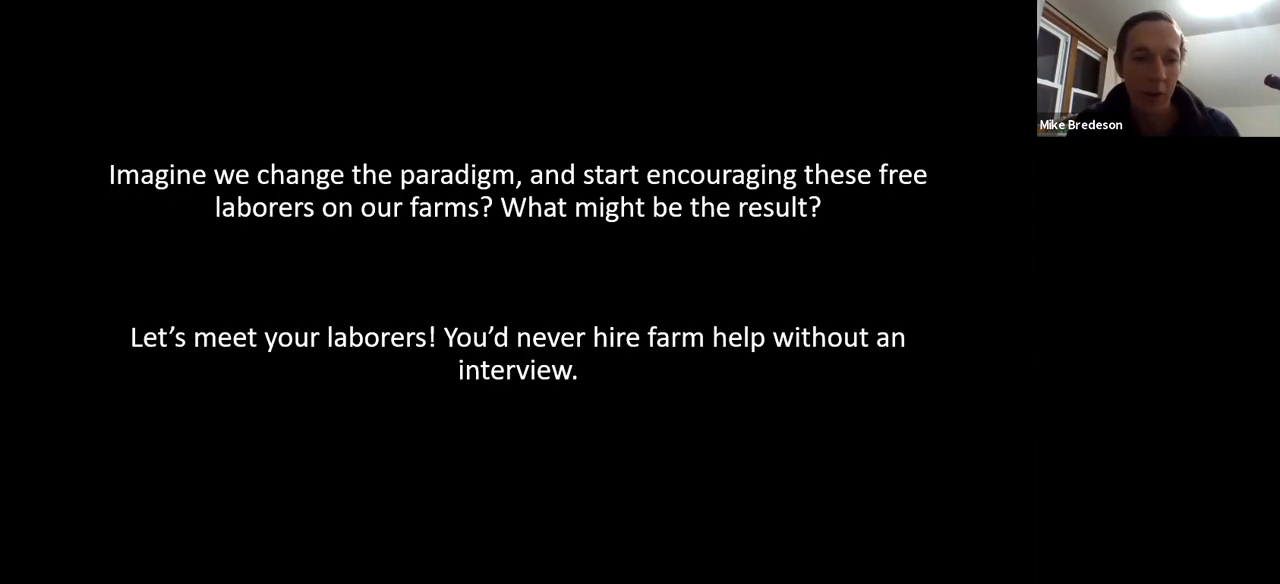 Imagine we change the paradigm, and start encouraging these free
laborers on our farms? What might be the result?
Let’s meet your laborers! You’d never hire farm help without an
interview.
Mike Bredeson